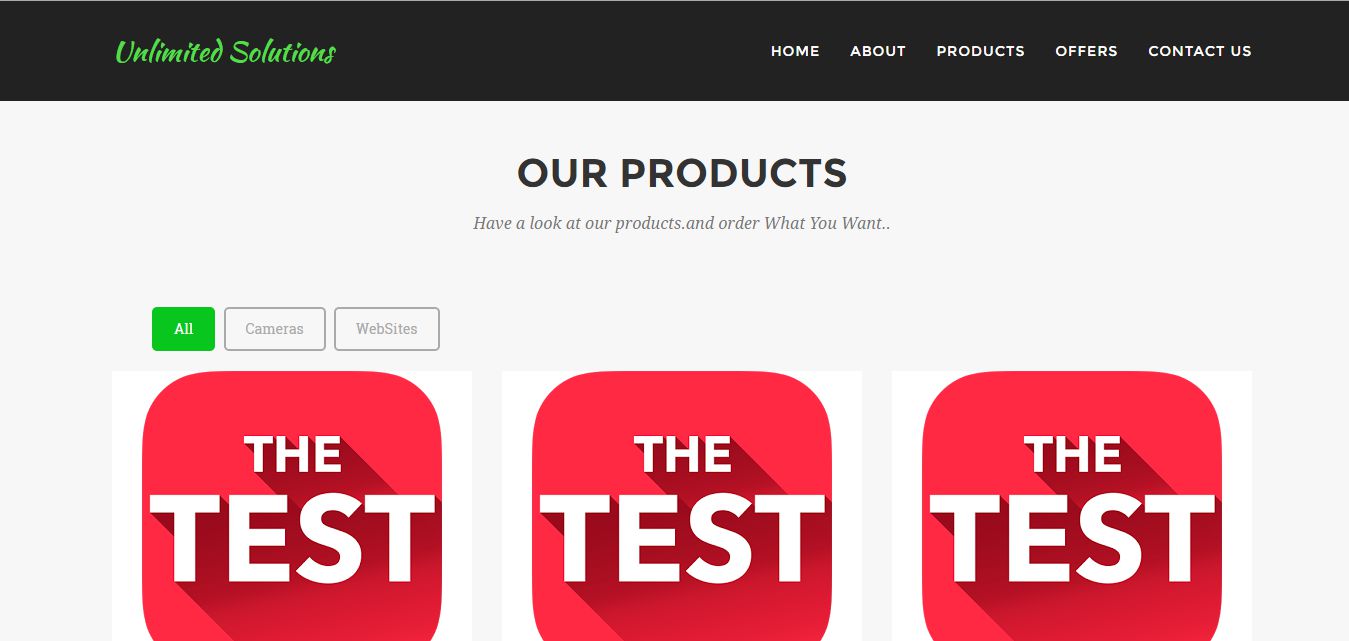 Unlimited Solutions
HOME ABOUT PRODUCTS OFFERS CONTACT US
OUR PRODUCTS
Have a look at our products.and order What You Want..
All Cameras WebSites
THE TEST
THE TEST
THE TEST